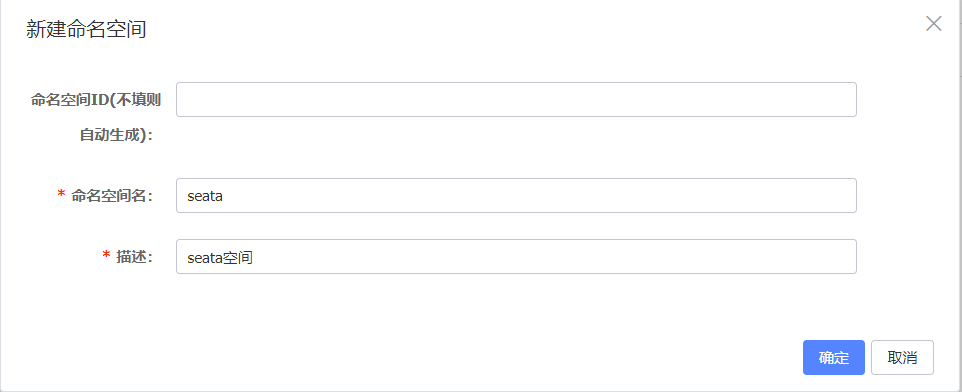 新建命名空间
命名空间ID(不填则
自动生成)：
* 命名空间名：
seata
* 描述：
seata空间
确定
取消